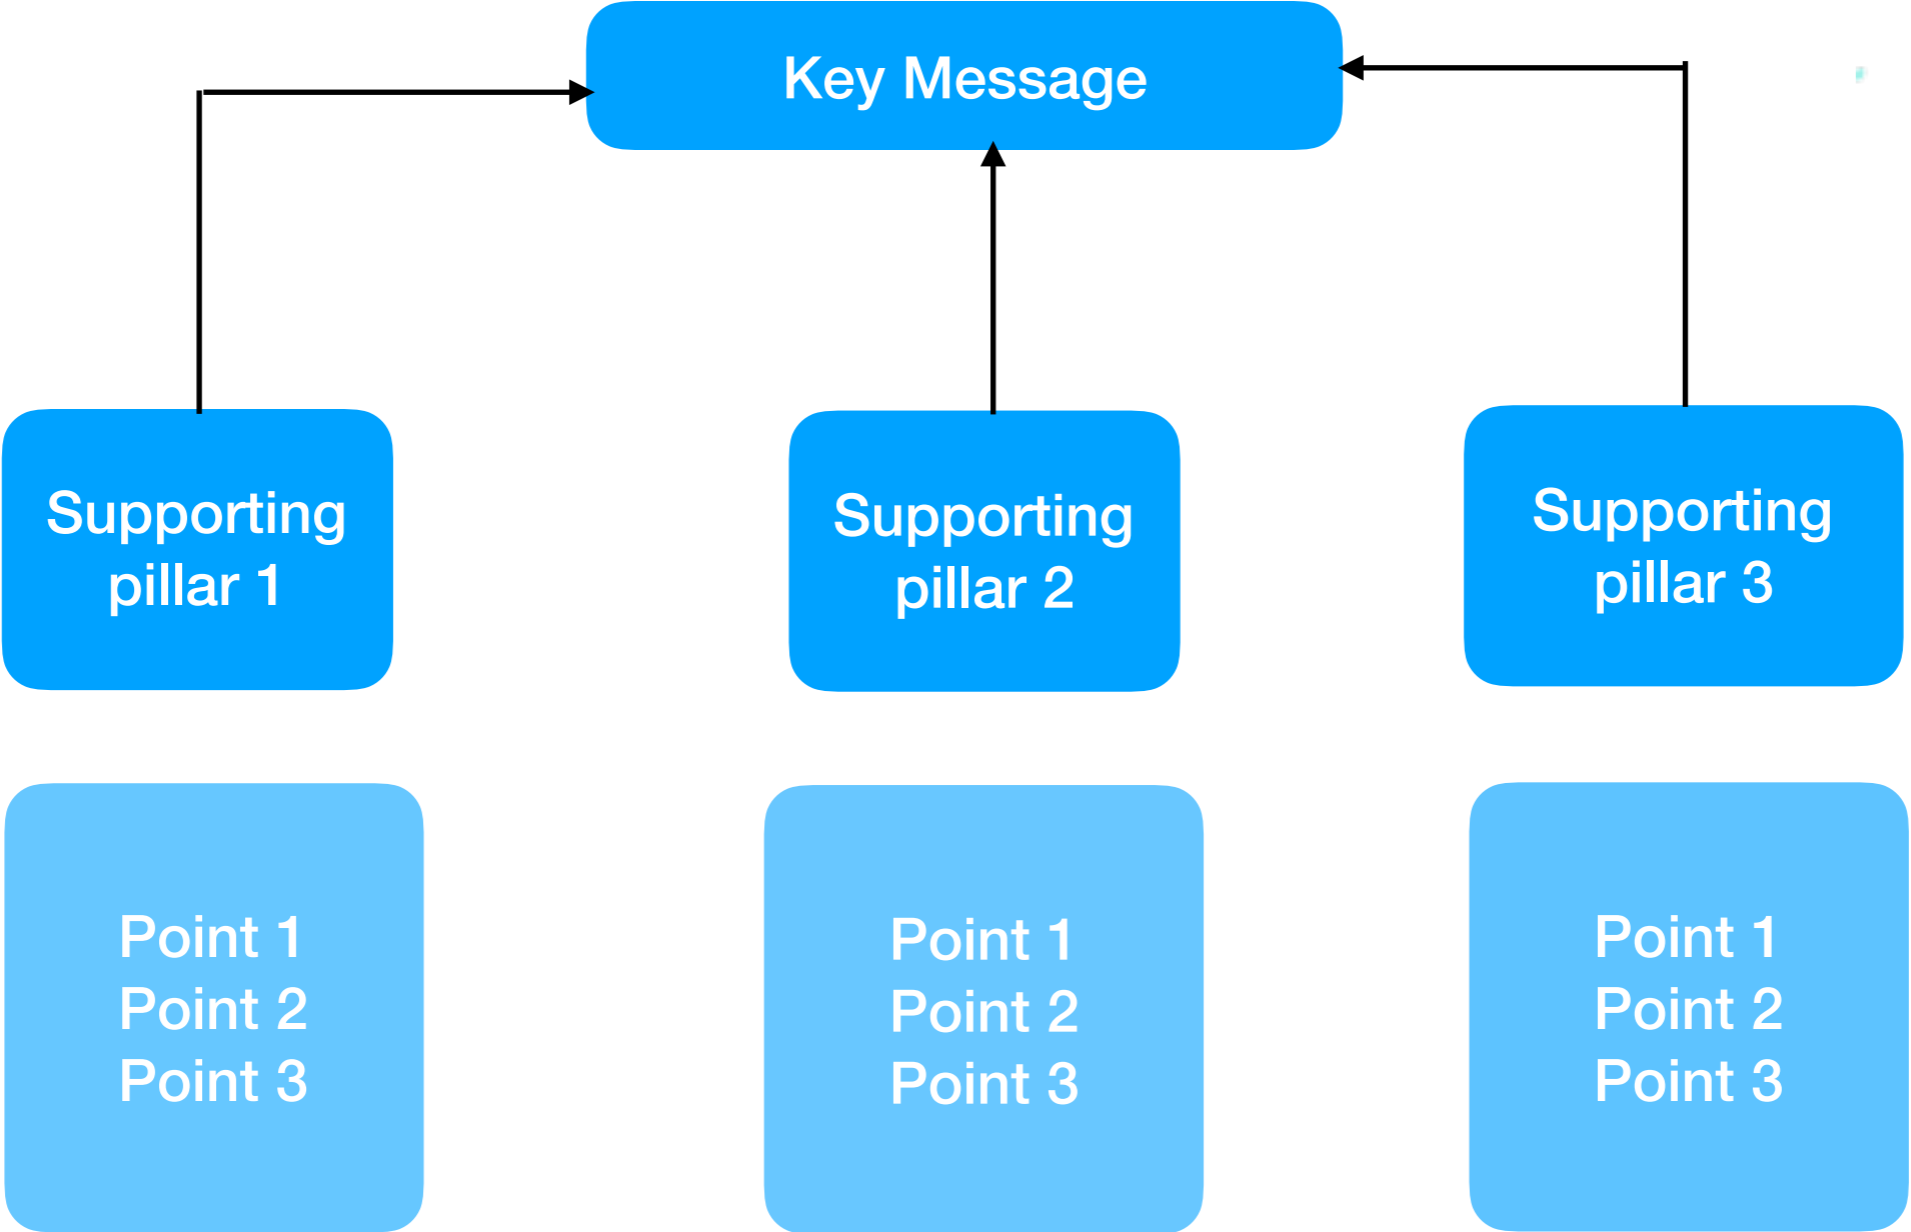 Key Message
Supporting
pillar 1
Supporting
pillar 2
Supporting
pillar 3
Point 1
Point 2
Point 3
Point 1
Point 2
Point 3
Point 1
Point 2
Point 3